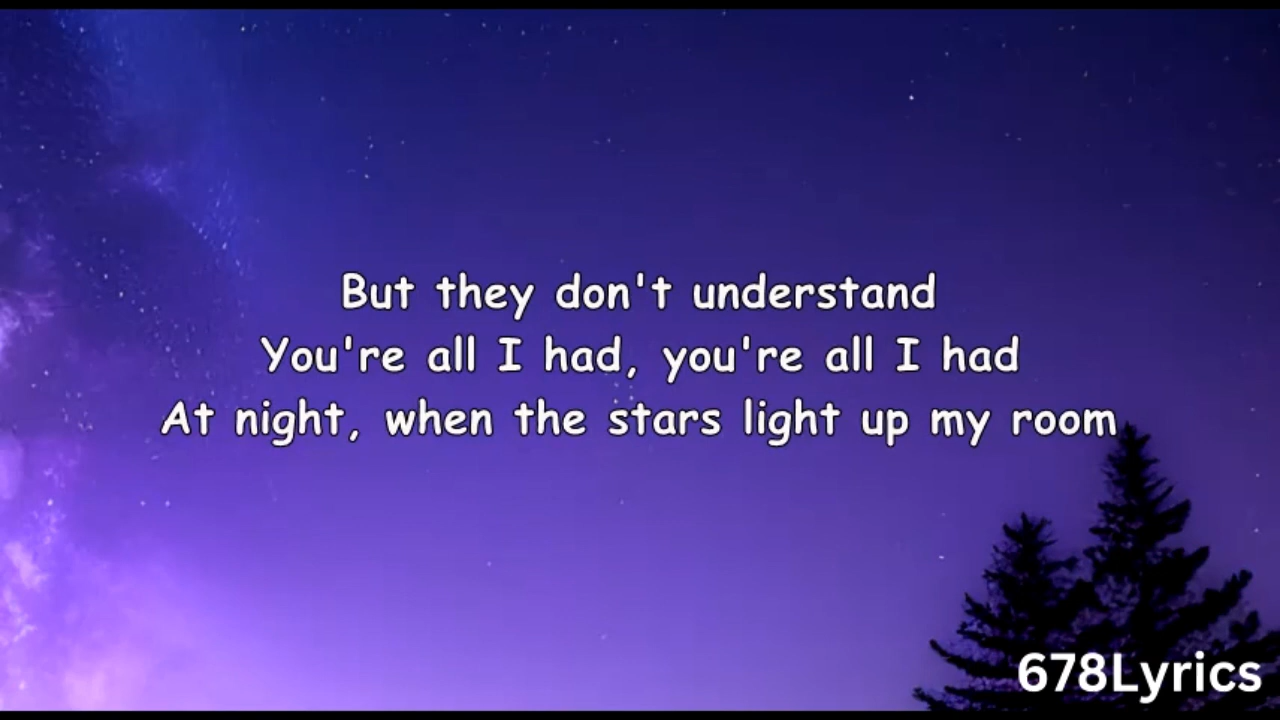 But they don't understand
You're all I had, you're all I had
At night, when the stars light up my room
678Lyrics